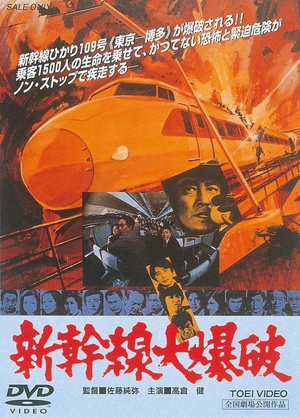 SALE ONLY
新幹線ひかり109号《東京―博多》が爆破される!!
乗客1500人の生命を乗せて、かつてない恐怖と緊迫危険が
ノン・ストップで疾走する――
新幹線大爆破
DVD
VIDEO
監督■佐藤純弥 主演■高倉 健
TOEI VIDEO
全国劇場公開作品